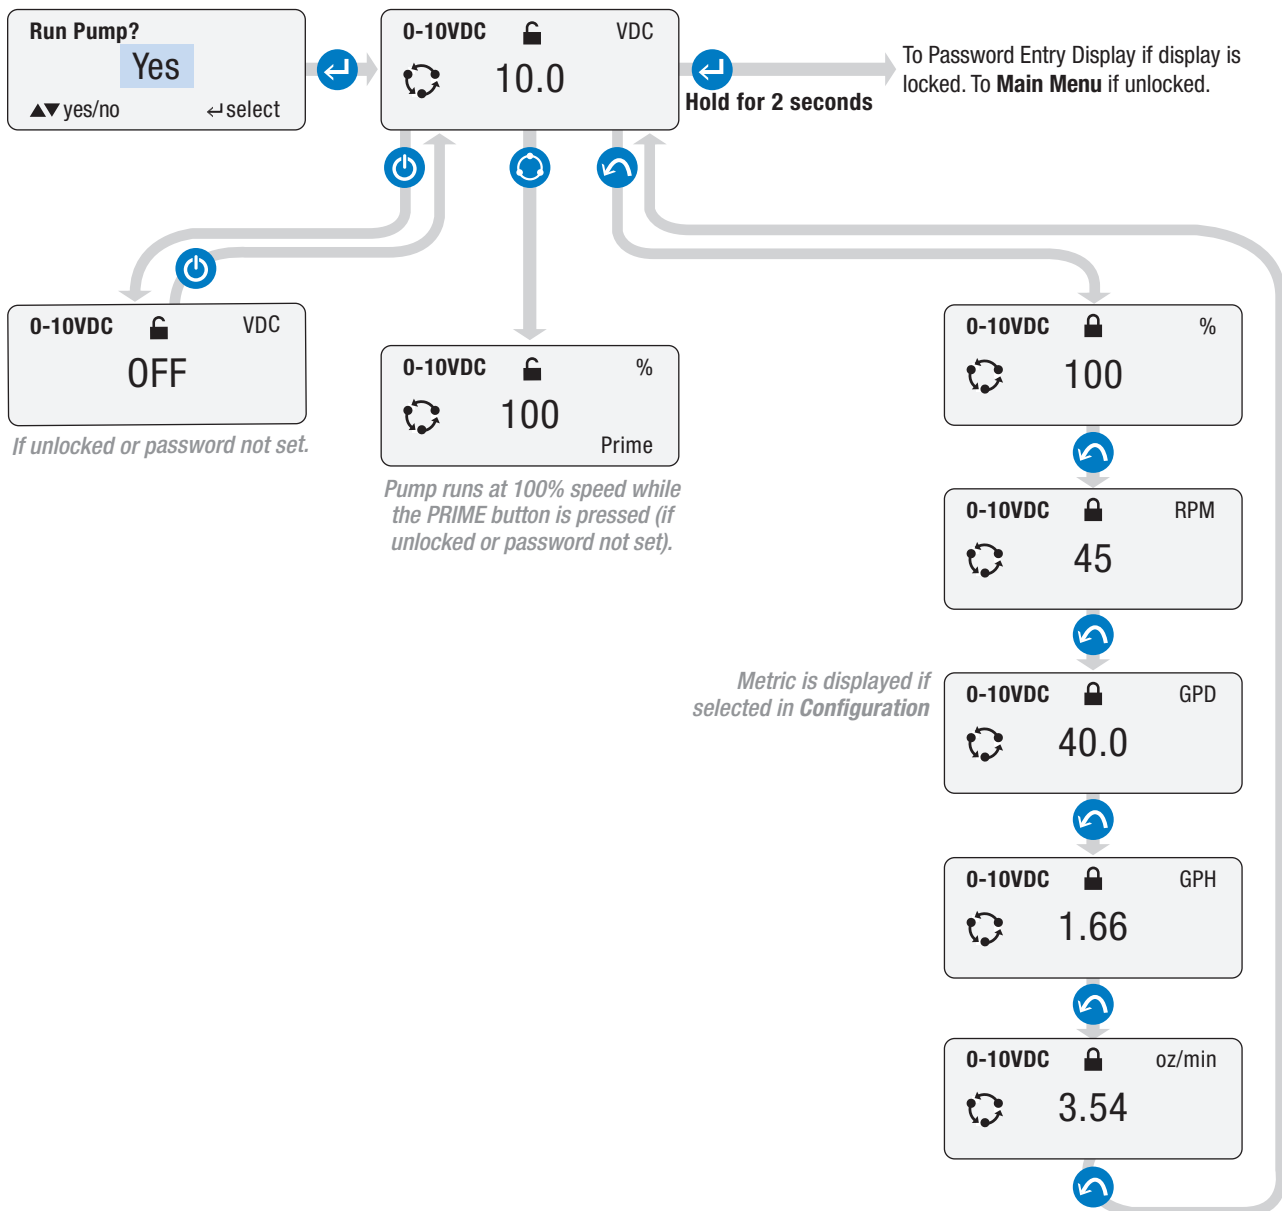 Run Pump?
Yes
▲▼ yes/no ↵ select
0-10VDC VDC
10.0
Hold for 2 seconds
To Password Entry Display if display is
locked. To Main Menu if unlocked.
0-10VDC VDC
OFF
If unlocked or password not set.
0-10VDC %
100
Prime
Pump runs at 100% speed while
the PRIME button is pressed (if
unlocked or password not set).
0-10VDC %
100
0-10VDC RPM
45
Metric is displayed if
selected in Configuration
0-10VDC GPD
40.0
0-10VDC GPH
1.66
0-10VDC oz/min
3.54